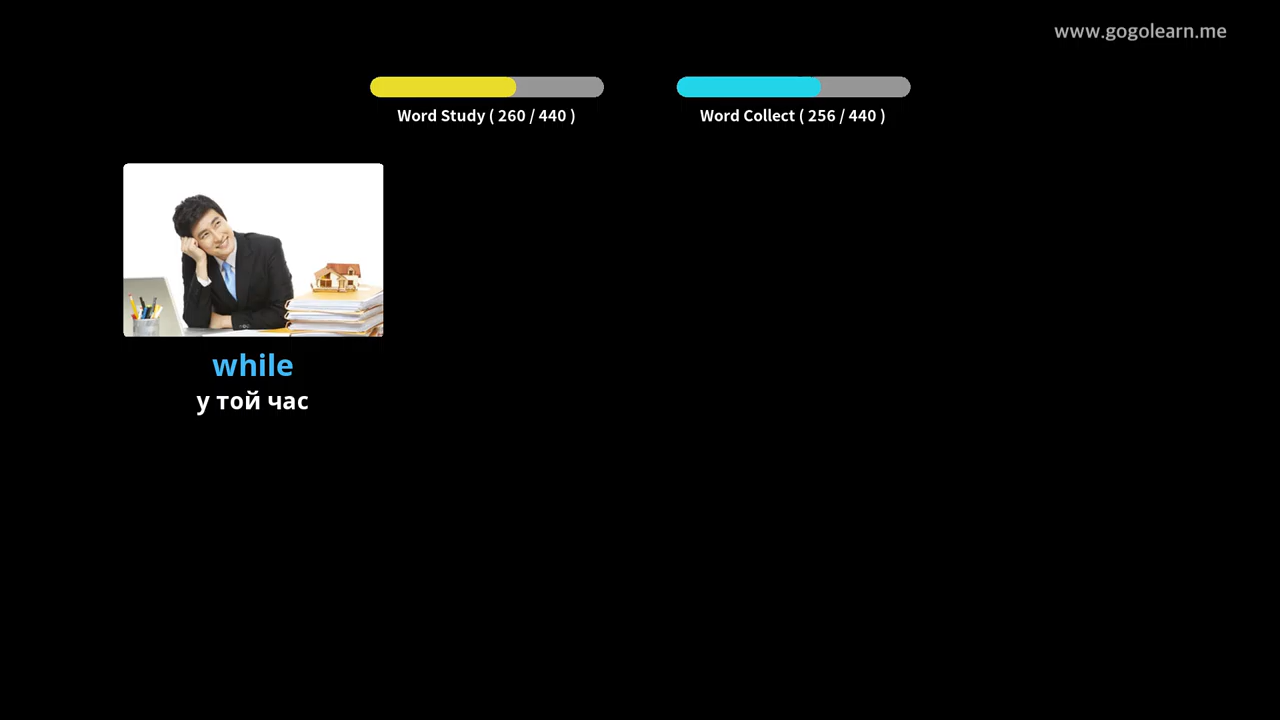 www.gogolearn.me
Word Study ( 260 / 440 )
Word Collect ( 256 / 440 )
while
у той час